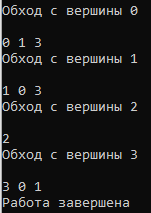 Обход с вершины 0
0 1 3
Обход с вершины 1
1 0 3
Обход с вершины 2
2
Обход с вершины 3
3 0 1
Работа завершена